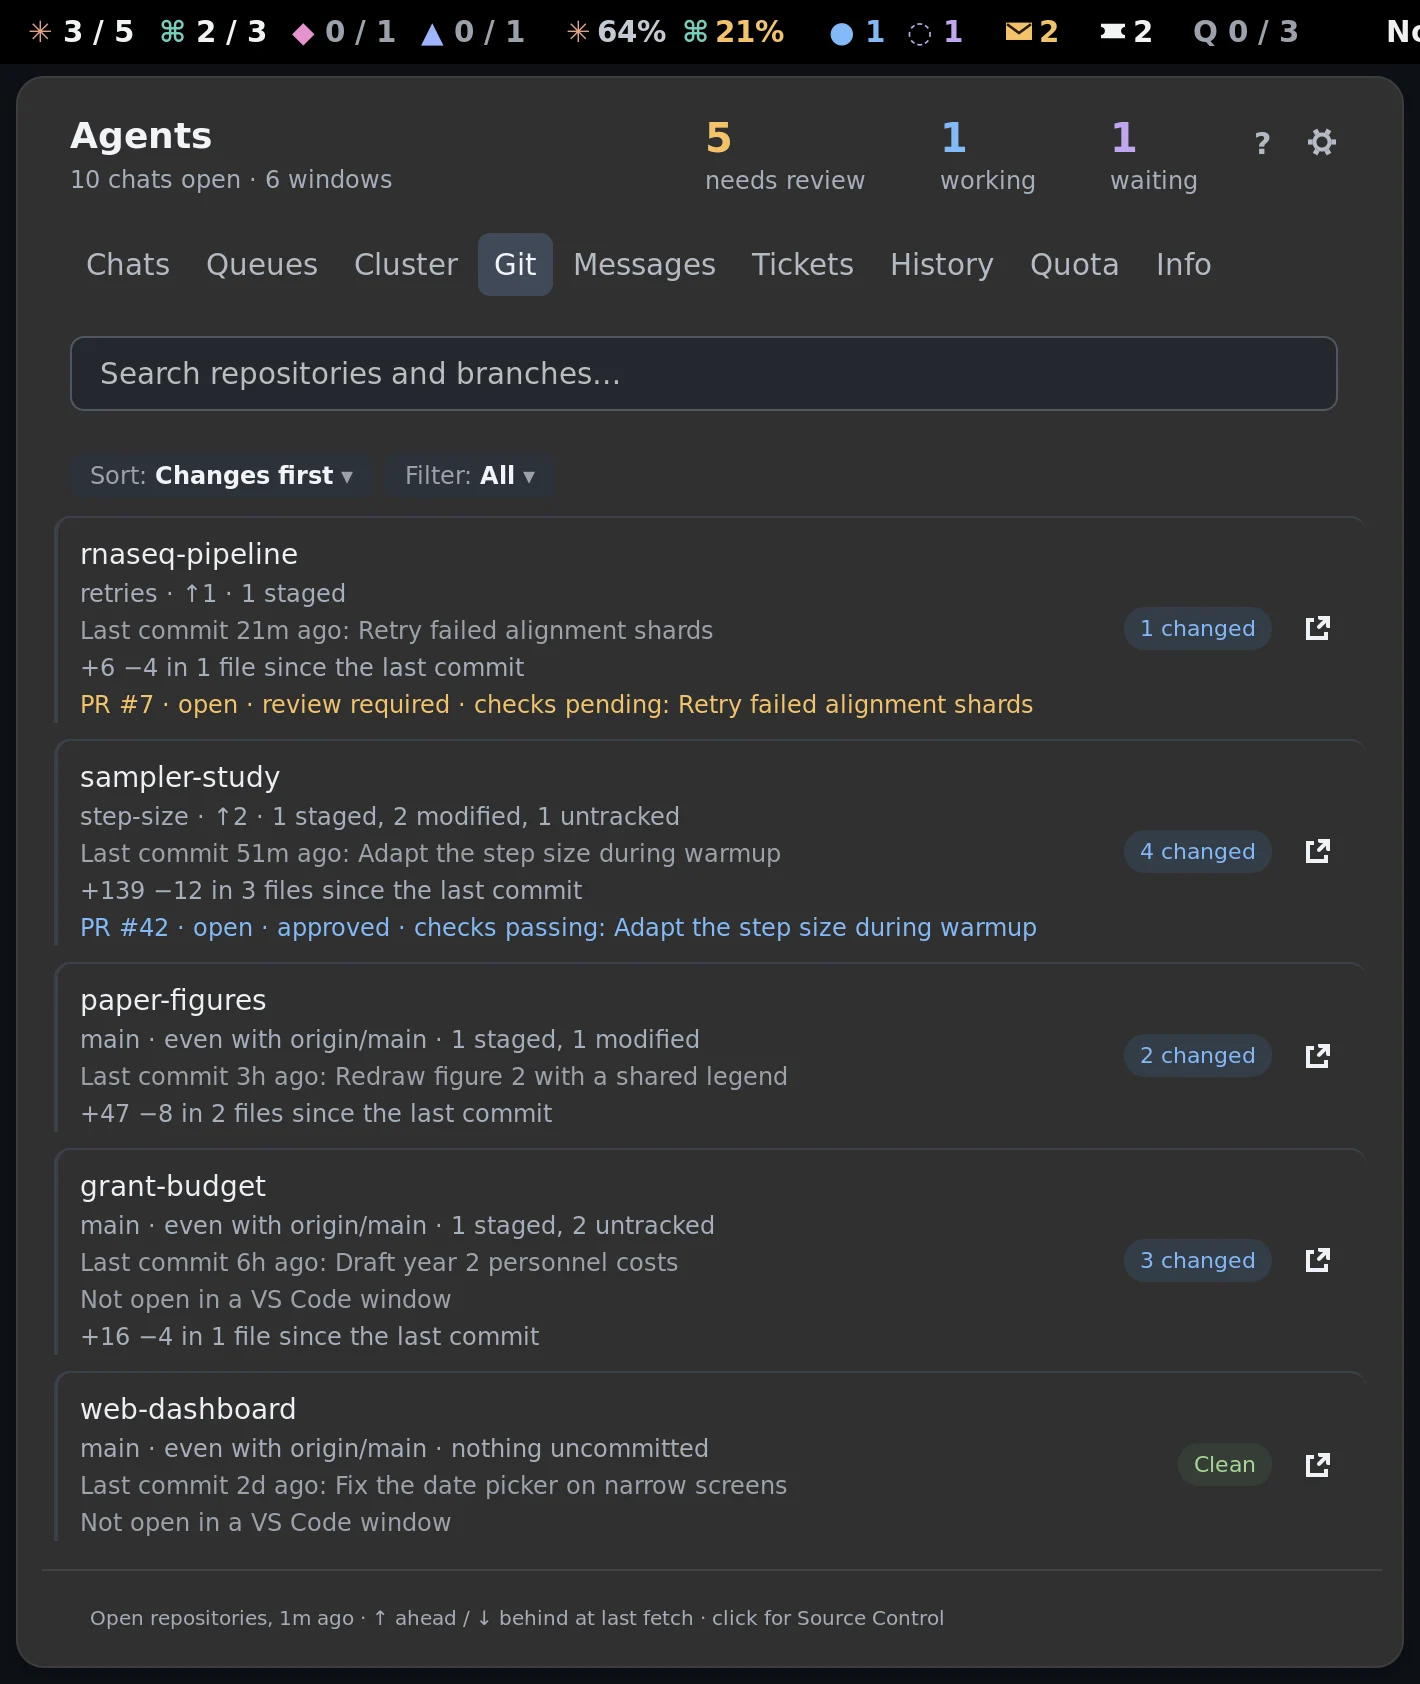 ✳ 3 / 5 ⌘ 2 / 3 ◆ 0 / 1 ▲ 0 / 1 ✳ 64% ⌘ 21% ● 1 ◌ 1 2 2 Q 0 / 3
Agents
10 chats open · 6 windows
5 needs review
1 working
1 waiting
?
Chats Queues Cluster Git Messages Tickets History Quota Info
Search repositories and branches...
Sort: Changes first ▾ Filter: All ▾
rnaseq-pipeline
retries · ↑1 · 1 staged
Last commit 21m ago: Retry failed alignment shards
+6 −4 in 1 file since the last commit
PR #7 · open · review required · checks pending: Retry failed alignment shards
1 changed
sampler-study
step-size · ↑2 · 1 staged, 2 modified, 1 untracked
Last commit 51m ago: Adapt the step size during warmup
+139 −12 in 3 files since the last commit
PR #42 · open · approved · checks passing: Adapt the step size during warmup
4 changed
paper-figures
main · even with origin/main · 1 staged, 1 modified
Last commit 3h ago: Redraw figure 2 with a shared legend
+47 −8 in 2 files since the last commit
2 changed
grant-budget
main · even with origin/main · 1 staged, 2 untracked
Last commit 6h ago: Draft year 2 personnel costs
Not open in a VS Code window
+16 −4 in 1 file since the last commit
3 changed
web-dashboard
main · even with origin/main · nothing uncommitted
Last commit 2d ago: Fix the date picker on narrow screens
Not open in a VS Code window
Clean
Open repositories, 1m ago · ↑ ahead / ↓ behind at last fetch · click for Source Control